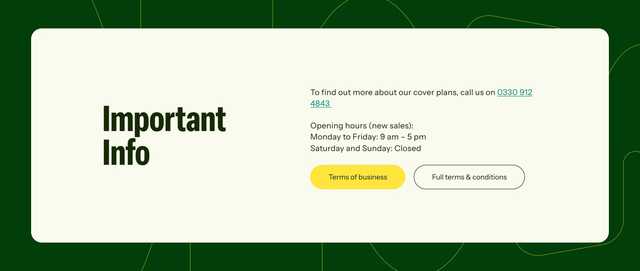 Important
Info
To find out more about our cover plans, call us on 0330 912
4843
Opening hours (new sales):
Monday to Friday: 9 am – 5 pm
Saturday and Sunday: Closed
Terms of business
Full terms & conditions